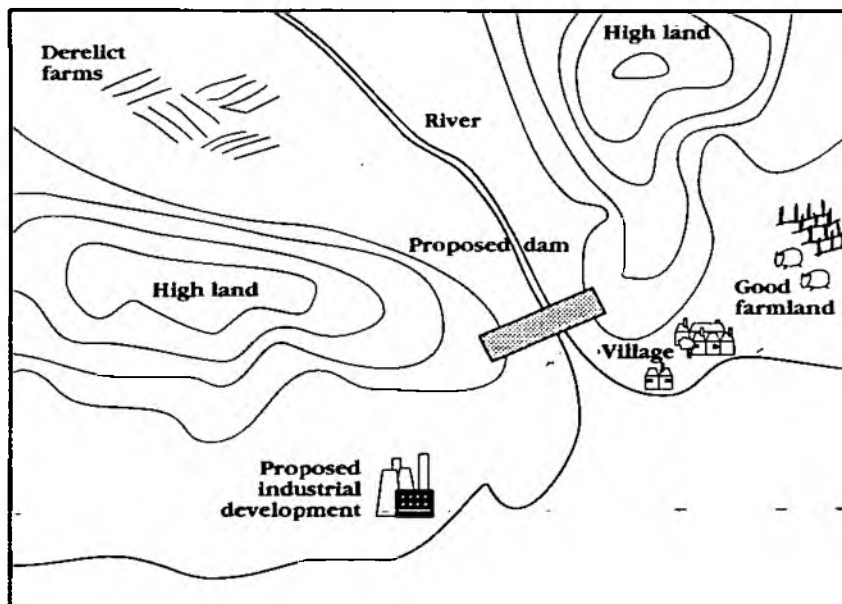 Derelict
farms
High land
River
Proposed dam
High land
Good
farmland
Village
Proposed
industrial
development